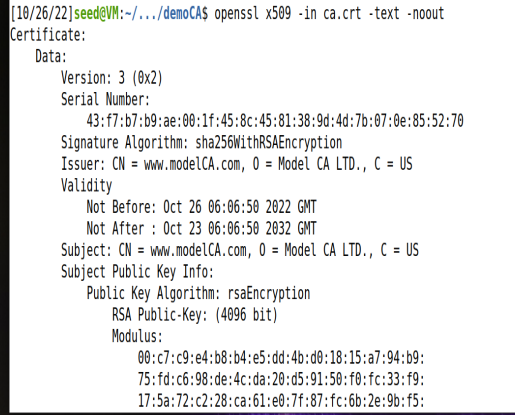 [10/26/22]seed@VM:~/.../demoCA$ openssl x509 -in ca.crt -text -noout
Certificate:
    Data:
        Version: 3 (0x2)
        Serial Number:
            43:f7:b7:b9:ae:00:1f:45:8c:45:81:38:9d:4d:7b:07:0e:85:52:70
        Signature Algorithm: sha256WithRSAEncryption
        Issuer: CN = www.modelCA.com, O = Model CA LTD., C = US
        Validity
            Not Before: Oct 26 06:06:50 2022 GMT
            Not After : Oct 23 06:06:50 2032 GMT
        Subject: CN = www.modelCA.com, O = Model CA LTD., C = US
        Subject Public Key Info:
            Public Key Algorithm: rsaEncryption
                RSA Public-Key: (4096 bit)
                Modulus:
                    00:c7:c9:e4:b8:b4:e5:dd:4b:d0:18:15:a7:94:b9:
                    75:fd:c6:98:de:4c:da:20:d5:91:50:f0:fc:33:f9:
                    17:5a:72:c2:28:ca:61:e0:7f:87:fc:6b:2e:9b:f5: